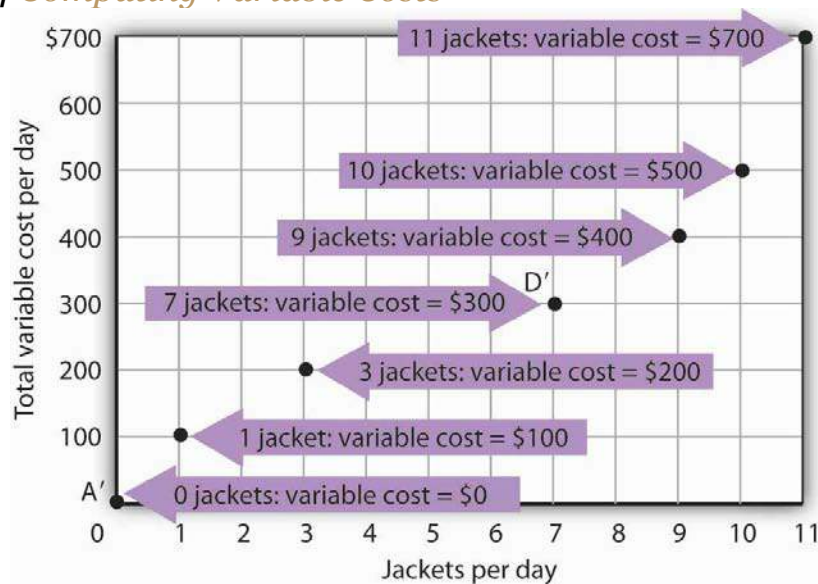 Computing Variable Costs
$700
11 jackets: variable cost = $700
600
500
10 jackets: variable cost = $500
400
9 jackets: variable cost = $400
D′
300
7 jackets: variable cost = $300
200
3 jackets: variable cost = $200
100
1 jacket: variable cost = $100
A′
0 jackets: variable cost = $0
0 1 2 3 4 5 6 7 8 9 10 11
Jackets per day
Total variable cost per day